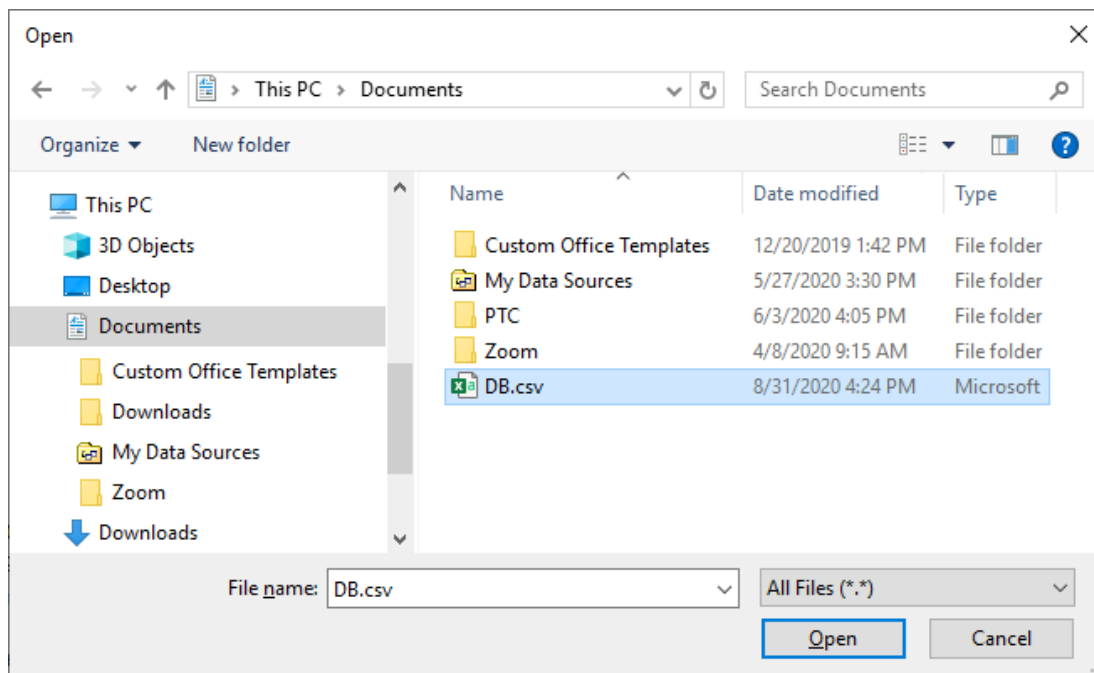 Open
This PC > Documents
Search Documents
Organize
New folder
?
This PC
3D Objects
Desktop
Documents
Custom Office Templates
Downloads
My Data Sources
Zoom
Downloads
Name Date modified Type
Custom Office Templates 12/20/2019 1:42 PM File folder
My Data Sources 5/27/2020 3:30 PM File folder
PTC 6/3/2020 4:05 PM File folder
Zoom 4/8/2020 9:15 AM File folder
DB.csv 8/31/2020 4:24 PM Microsoft
File name: DB.csv
All Files (*.*)
Open Cancel